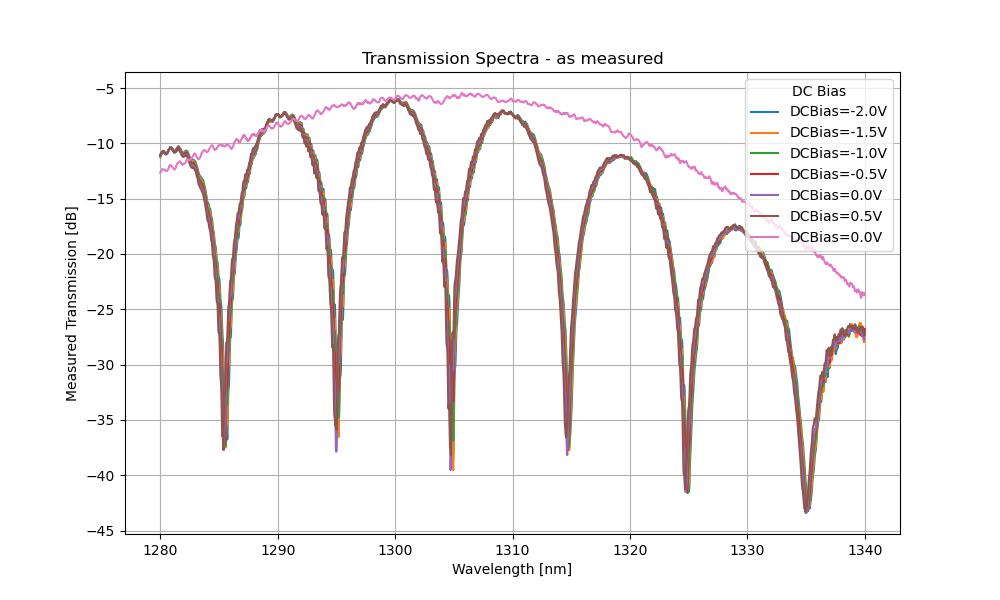 Transmission Spectra - as measured
DC Bias
DCBias=-2.0V
DCBias=-1.5V
DCBias=-1.0V
DCBias=-0.5V
DCBias=0.0V
DCBias=0.5V
DCBias=0.0V
Measured Transmission [dB]
−5
−10
−15
−20
−25
−30
−35
−40
−45
1280 1290 1300 1310 1320 1330 1340
Wavelength [nm]